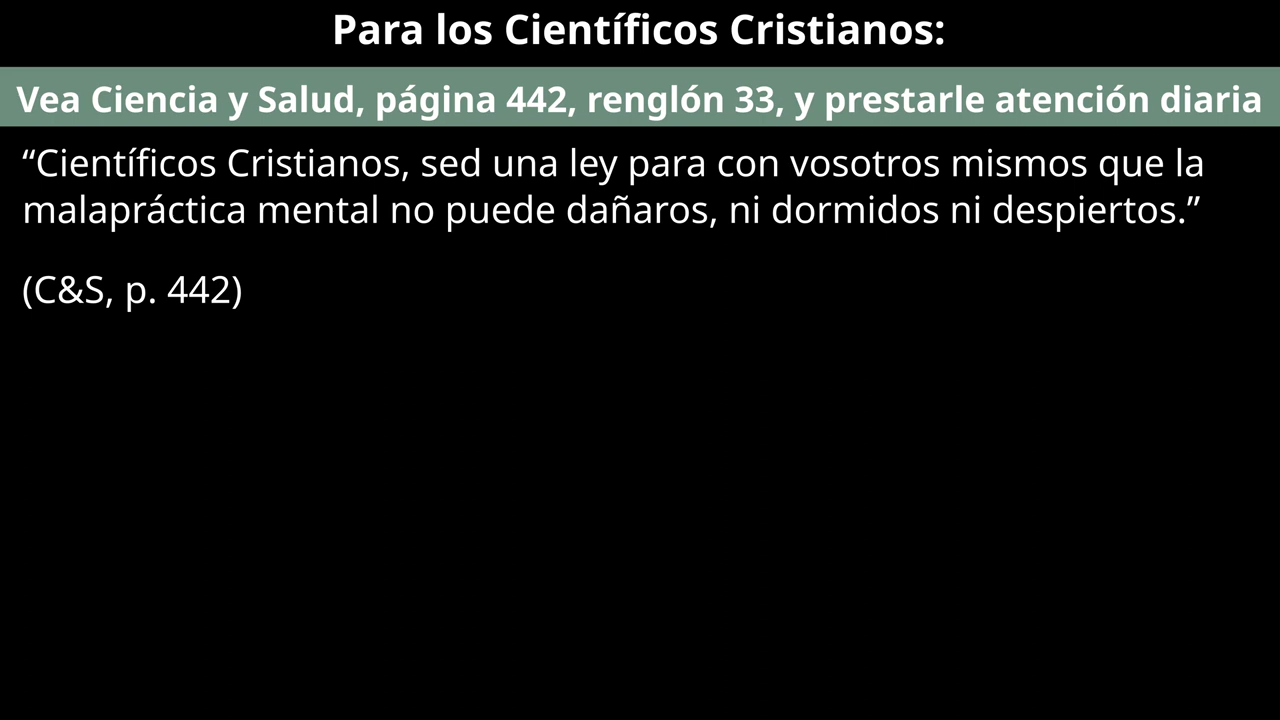 Para los Científicos Cristianos:
Vea Ciencia y Salud, página 442, renglón 33, y prestarle atención diaria
“Científicos Cristianos, sed una ley para con vosotros mismos que la
malapráctica mental no puede dañaros, ni dormidos ni despiertos.”
(C&S, p. 442)